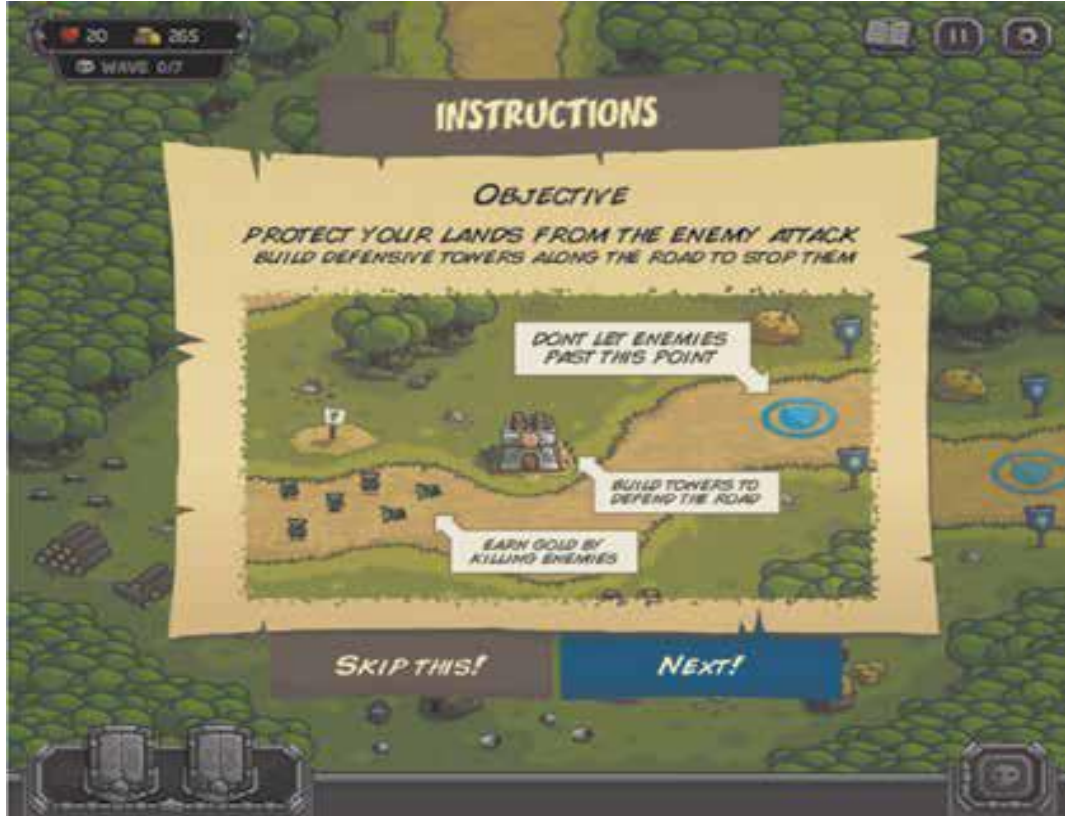 20 265
WAVE 0/7
INSTRUCTIONS
OBJECTIVE
PROTECT YOUR LANDS FROM THE ENEMY ATTACK
BUILD DEFENSIVE TOWERS ALONG THE ROAD TO STOP THEM
DONT LET ENEMIES
PAST THIS POINT
BUILD TOWERS TO
DEFEND THE ROAD
EARN GOLD BY
KILLING ENEMIES
SKIP THIS!
NEXT!